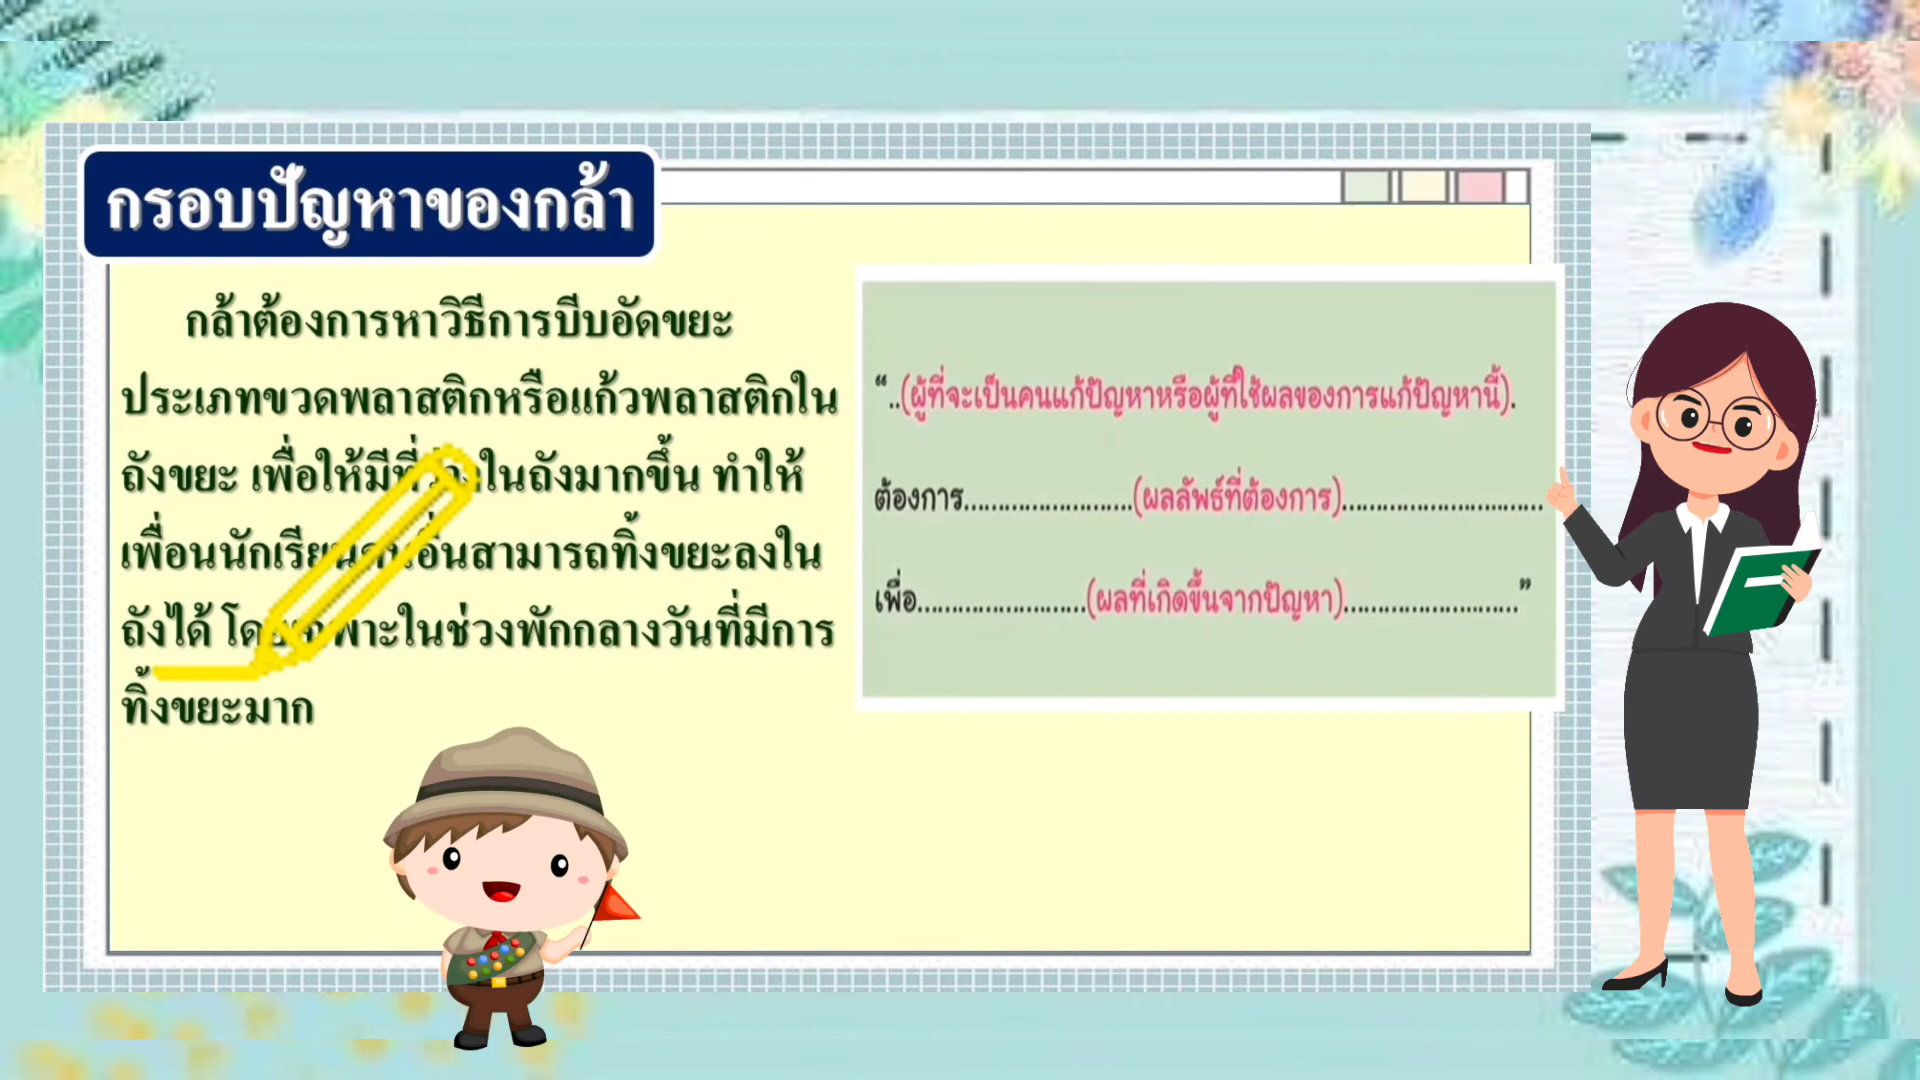 กรอบปัญหาของกล้า
กล้าต้องการหาวิธีการบีบอัดขยะ
ประเภทขวดพลาสติกหรือแก้วพลาสติกใน
ถังขยะ เพื่อให้มีที่ว่างในถังมากขึ้น ทำให้
เพื่อนนักเรียนคนอื่นสามารถทิ้งขยะลงใน
ถังได้ โดยเฉพาะในช่วงพักกลางวันที่มีการ
ทิ้งขยะมาก
“..(ผู้ที่จะเป็นคนแก้ปัญหาหรือผู้ที่ใช้ผลของการแก้ปัญหานี้).
ต้องการ.........................(ผลลัพธ์ที่ต้องการ)..............................
เพื่อ.........................(ผลที่เกิดขึ้นจากปัญหา)..........................”